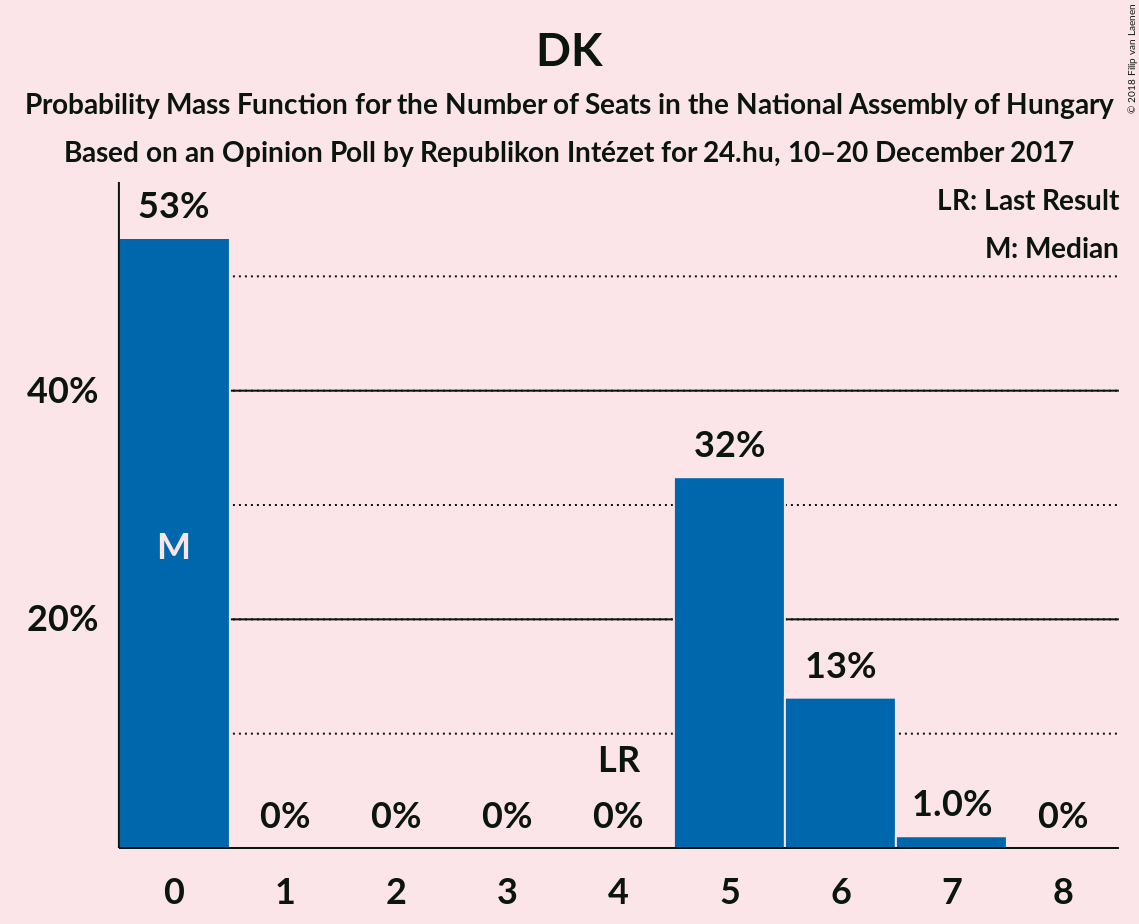 DK
Probability Mass Function for the Number of Seats in the National Assembly of Hungary
Based on an Opinion Poll by Republikon Intézet for 24.hu, 10–20 December 2017
© 2018 Filip van Laenen
LR: Last Result
M: Median
53%
40%
32%
M
20%
13%
LR
0% 0% 0% 0% 1.0% 0%
0 1 2 3 4 5 6 7 8